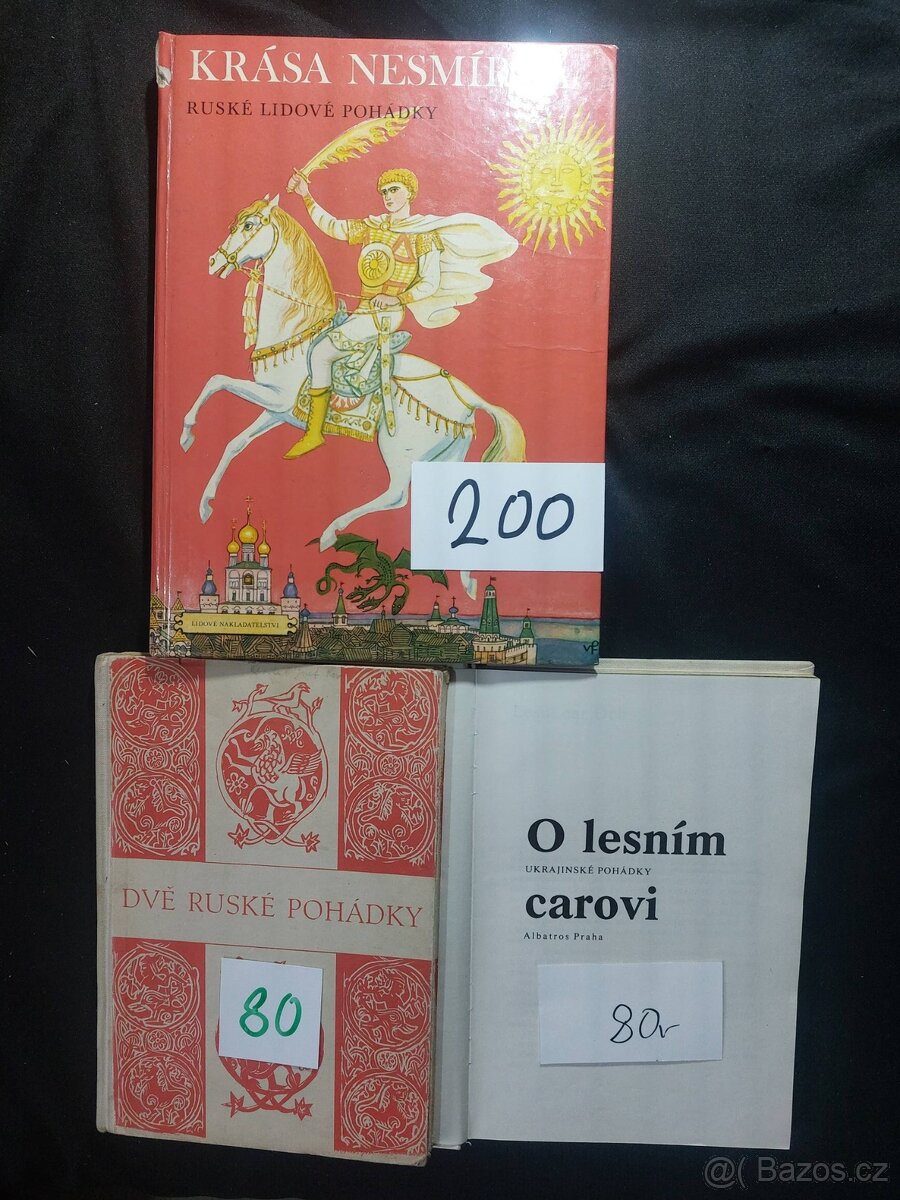 KRÁSA
RUSKÉ LIDOVÉ POHÁDKY
200
LIDOVÉ NAKLADATELSTVÍ
DVĚ RUSKÉ POHÁDKY
80
O lesním
UKRAJINSKÉ POHÁDKY
carovi
Albatros Praha
80
@( Bazos.cz